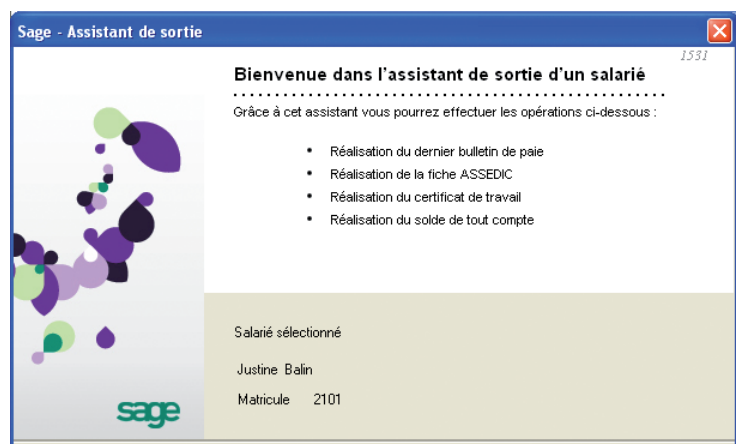 Sage - Assistant de sortie
1531
Bienvenue dans l'assistant de sortie d'un salarié
Grâce à cet assistant vous pourrez effectuer les opérations ci-dessous :
• Réalisation du dernier bulletin de paie
• Réalisation de la fiche ASSEDIC
• Réalisation du certificat de travail
• Réalisation du solde de tout compte
Salarié sélectionné
Justine Balin
Matricule 2101
sage